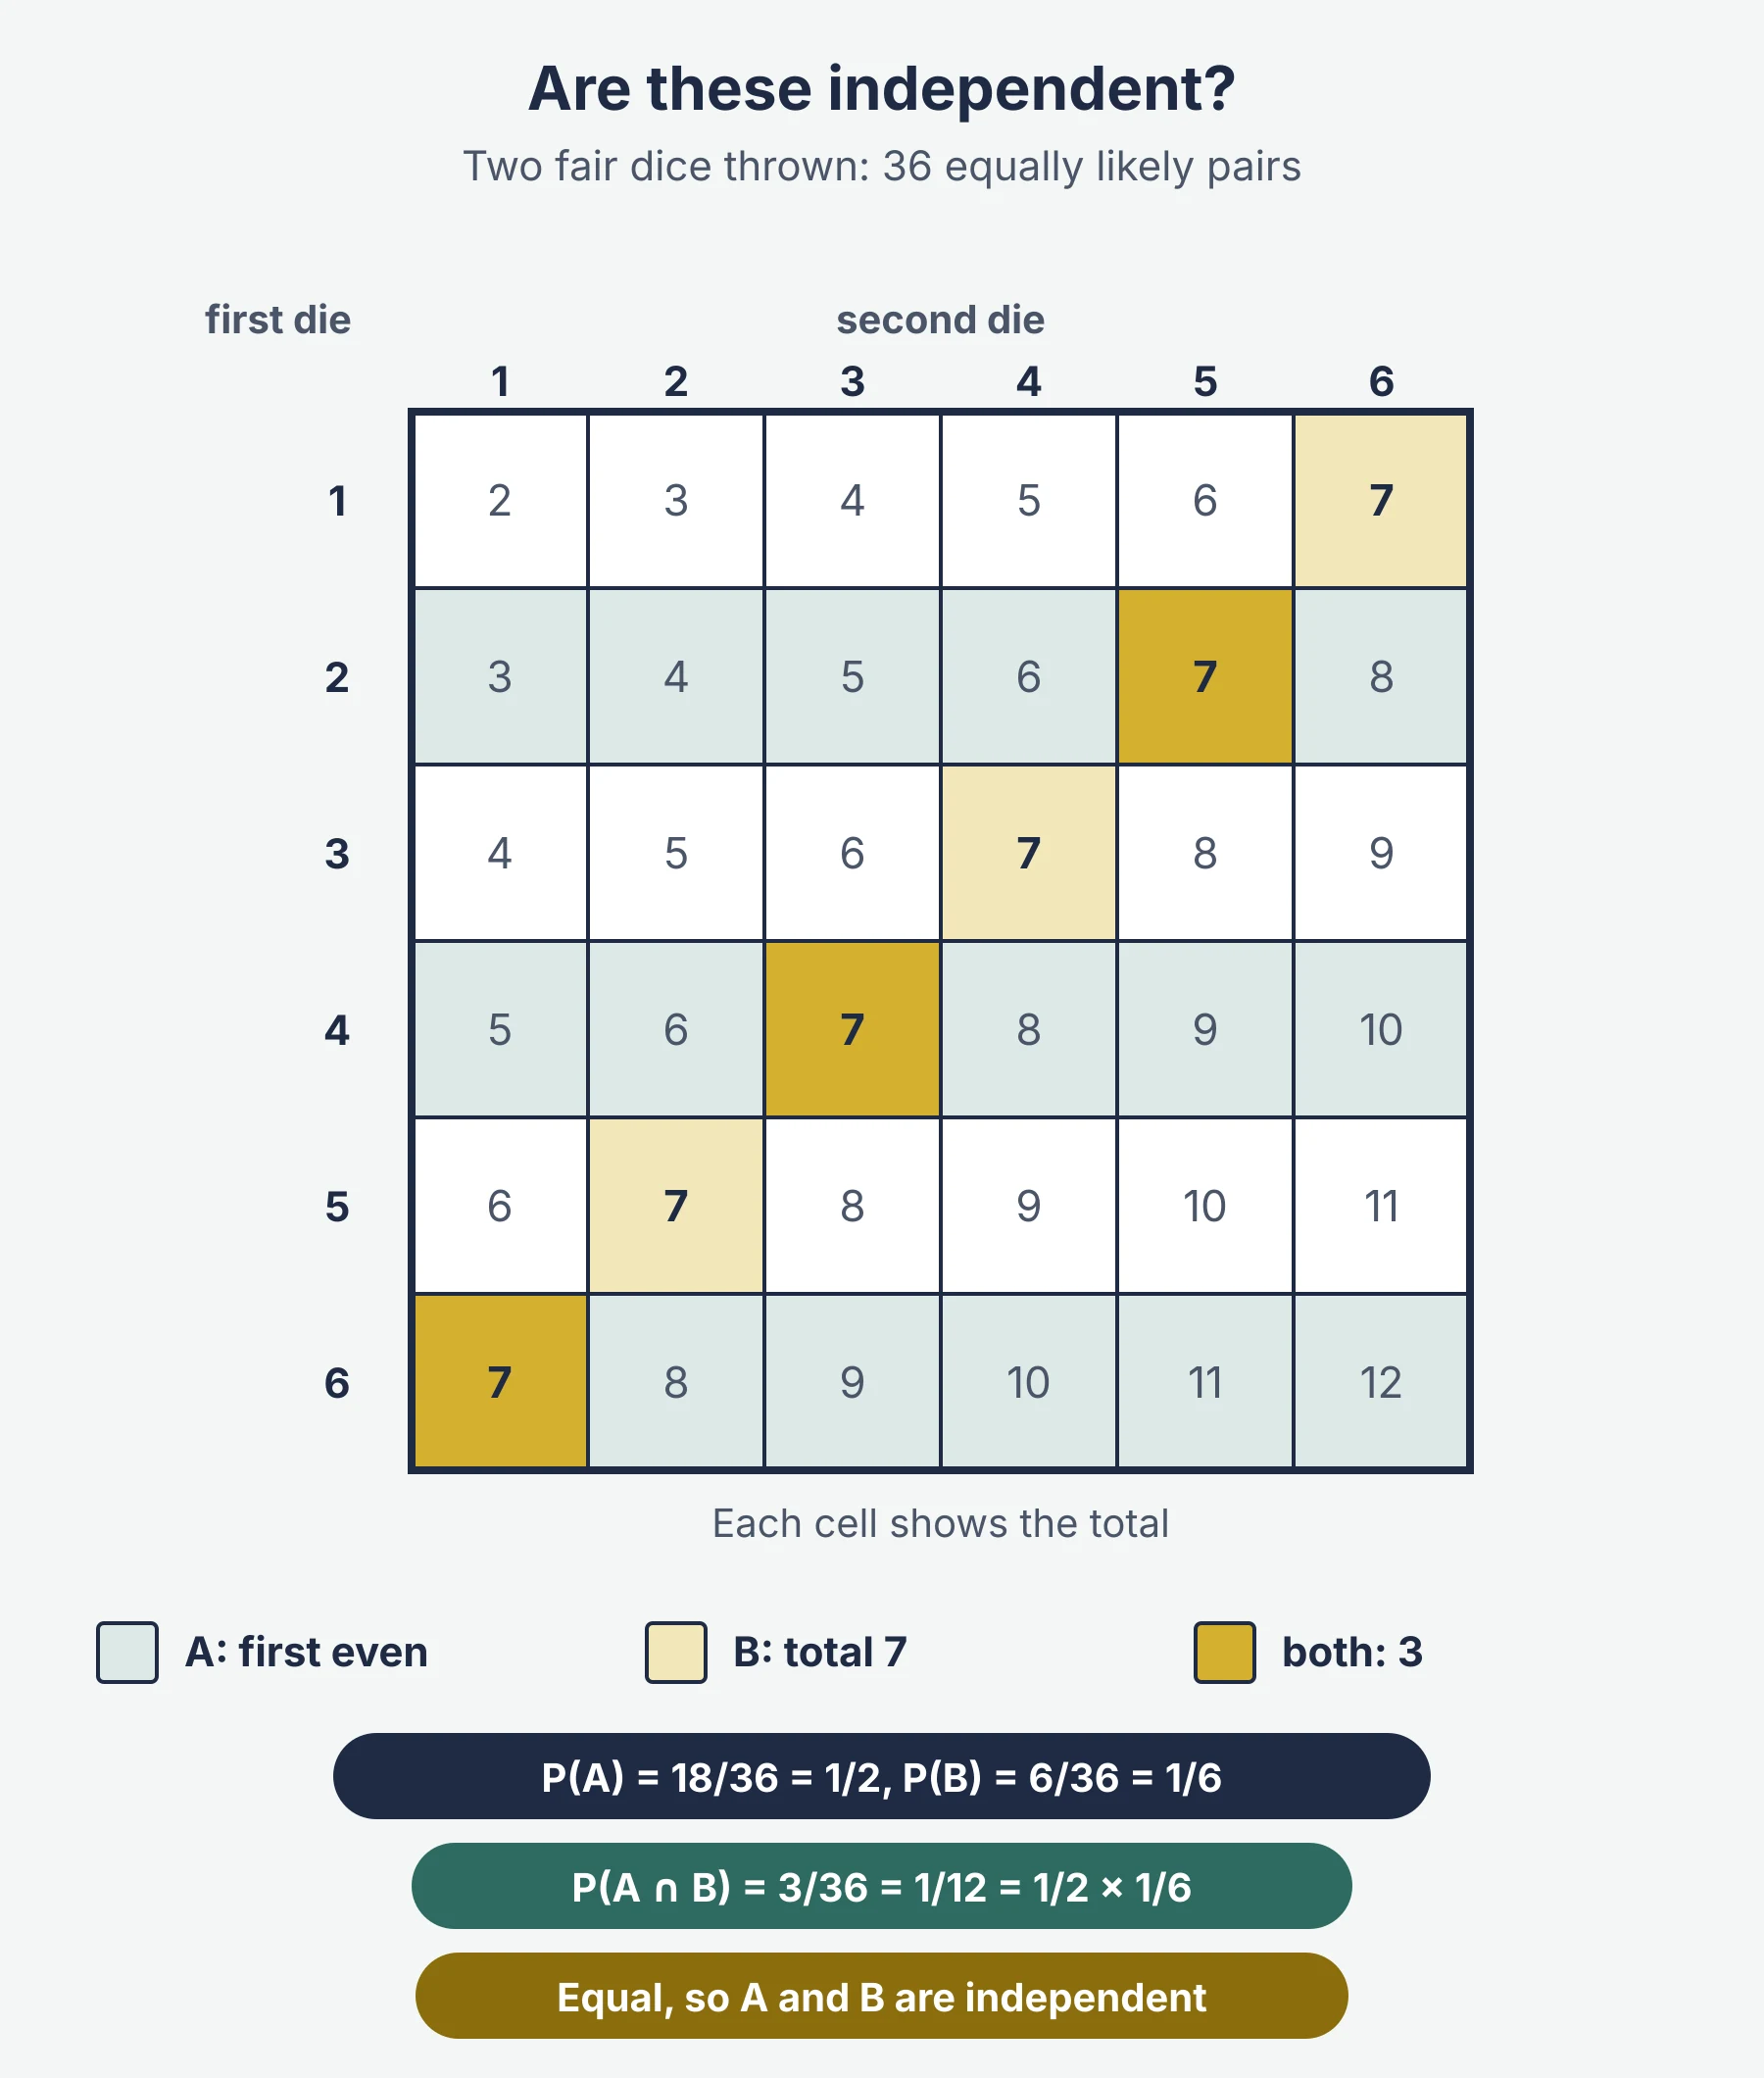 Are these independent?
Two fair dice thrown: 36 equally likely pairs
first die second die
1 2 3 4 5 6
1 2 3 4 5 6 7
2 3 4 5 6 7 8
3 4 5 6 7 8 9
4 5 6 7 8 9 10
5 6 7 8 9 10 11
6 7 8 9 10 11 12
Each cell shows the total
A: first even B: total 7 both: 3
P(A) = 18/36 = 1/2, P(B) = 6/36 = 1/6
P(A ∩ B) = 3/36 = 1/12 = 1/2 × 1/6
Equal, so A and B are independent